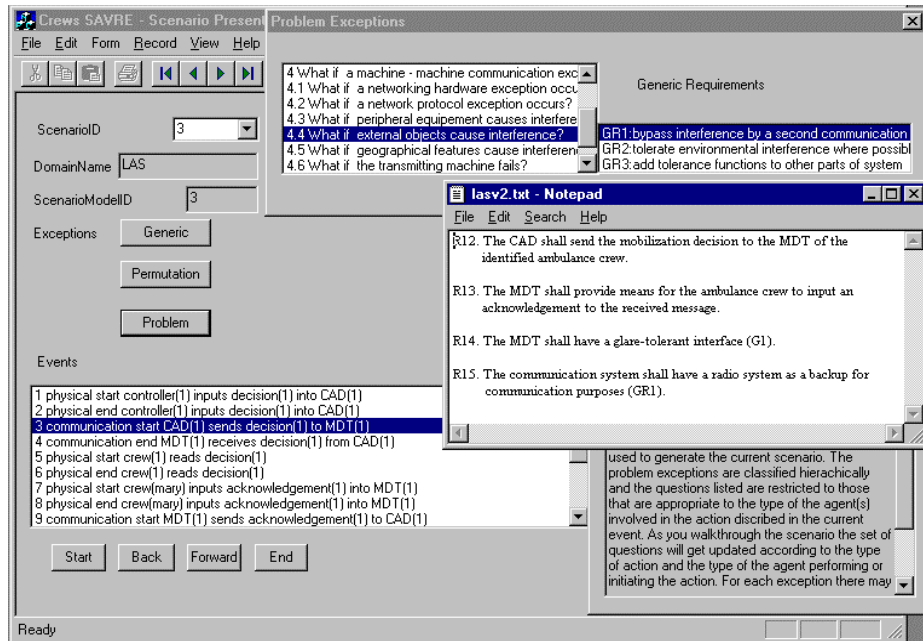 Crews SAVRE - Scenario Present
File Edit Form Record View Help
ScenarioID 3
DomainName LAS
ScenarioModelID 3
Exceptions Generic
Permutation
Problem
Events
1 physical start controller(1) inputs decision(1) into CAD(1)
2 physical end controller(1) inputs decision(1) into CAD(1)
3 communication start CAD(1) sends decision(1) to MDT(1)
4 communication end MDT(1) receives decision(1) from CAD(1)
5 physical start crew(1) reads decision(1)
6 physical end crew(1) reads decision(1)
7 physical start crew(mary) inputs acknowledgement(1) into MDT(1)
8 physical end crew(mary) inputs acknowledgement(1) into MDT(1)
9 communication start MDT(1) sends acknowledgement(1) to CAD(1)
Start Back Forward End
Ready
Problem Exceptions
4 What if a machine - machine communication exc
4.1 What if a networking hardware exception occu
4.2 What if a network protocol exception occurs?
4.3 What if peripheral equipement causes interfere
4.4 What if external objects cause interference?
4.5 What if geographical features cause interferen
4.6 What if the transmitting machine fails?
Generic Requirements
GR1:bypass interference by a second communication
GR2:tolerate environmental interference where possibl
GR3:add tolerance functions to other parts of system
lasv2.txt - Notepad
File Edit Search Help
R12. The CAD shall send the mobilization decision to the MDT of the
identified ambulance crew.
R13. The MDT shall provide means for the ambulance crew to input an
acknowledgement to the received message.
R14. The MDT shall have a glare-tolerant interface (G1).
R15. The communication system shall have a radio system as a backup for
communication purposes (GR1).
used to generate the current scenario. The
problem exceptions are classified hierachically
and the questions listed are restricted to those
that are appropriate to the type of the agent(s)
involved in the action discribed in the current
event. As you walkthrough the scenario the set of
questions will get updated according to the type
of action and the type of the agent performing or
initiating the action. For each exception there may